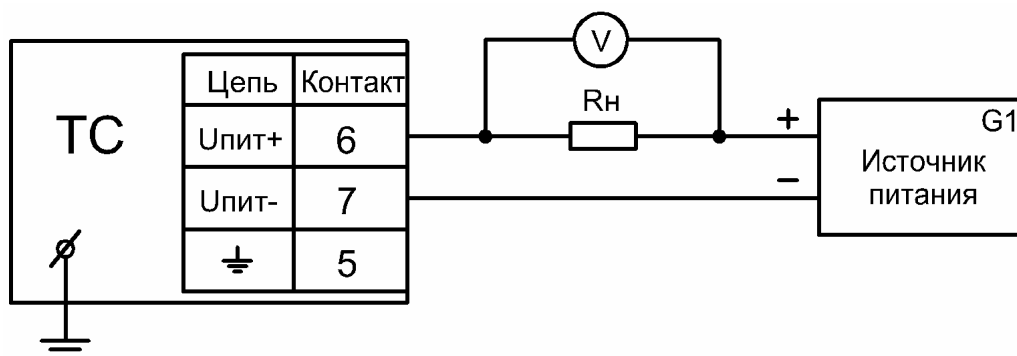 ТС
Цепь Контакт
Uпит+ 6
Uпит- 7
5
V
Rн
+
–
G1
Источник
питания